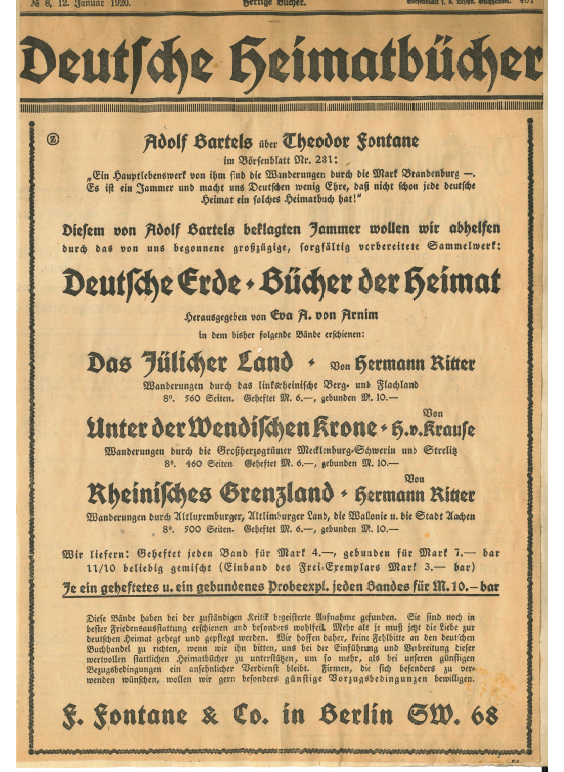 № 8, 12. Januar 1920.
Fertige Bücher.
Börsenblatt f. d. Dtschn. Buchhandel.
Deutsche Heimatbücher
Ⓩ
Adolf Bartels über Theodor Fontane
im Börsenblatt Nr. 281:
„Ein Hauptlebenswerk von ihm sind die Wanderungen durch die Mark Brandenburg —.
Es ist ein Jammer und macht uns Deutschen wenig Ehre, daß nicht schon jede deutsche
Heimat ein solches Heimatbuch hat!“
Diesem von Adolf Bartels beklagten Jammer wollen wir abhelfen
durch das von uns begonnene großzügige, sorgfältig vorbereitete Sammelwerk:
Deutsche Erde • Bücher der Heimat
Herausgegeben von Eva A. von Arnim
in dem bisher folgende Bände erschienen:
Das Jülicher Land • Von Hermann Ritter
Wanderungen durch das linksrheinische Berg- und Flachland
8°. 560 Seiten. Geheftet M. 6.—, gebunden M. 10.—
Unter der Wendischen Krone • Von H. v. Krause
Wanderungen durch die Großherzogtümer Mecklenburg-Schwerin und Strelitz
8°. 460 Seiten. Geheftet M. 6.—, gebunden M. 10.—
Rheinisches Grenzland • Von Hermann Ritter
Wanderungen durch Altluxemburger, Altlimburger Land, die Wallonie u. die Stadt Aachen
8°. 500 Seiten. Geheftet M. 6.—, gebunden M. 10.—
Wir liefern: Geheftet jeden Band für Mark 4.—, gebunden für Mark 7.— bar
11/10 beliebig gemischt (Einband des Frei-Exemplars Mark 3.— bar)
Je ein geheftetes u. ein gebundenes Probeexpl. jeden Bandes für M. 10.– bar
Diese Bände haben bei der zuständigen Kritik begeisterte Aufnahme gefunden. Sie sind noch in
bester Friedensausstattung erschienen und besonders wohlfeil. Mehr als je muß jetzt die Liebe zur
deutschen Heimat gehegt und gepflegt werden. Wir hoffen daher, keine Fehlbitte an den deutschen
Buchhandel zu richten, wenn wir ihn bitten, uns bei der Einführung und Verbreitung dieser
wertvollen stattlichen Heimatbücher zu unterstützen, um so mehr, als bei unseren günstigen
Bezugsbedingungen ein ansehnlicher Verdienst bleibt. Firmen, die sich besonders zu ver-
wenden wünschen, wollen wir gern besonders günstige Vorzugsbedingungen bewilligen.
F. Fontane & Co. in Berlin SW. 68